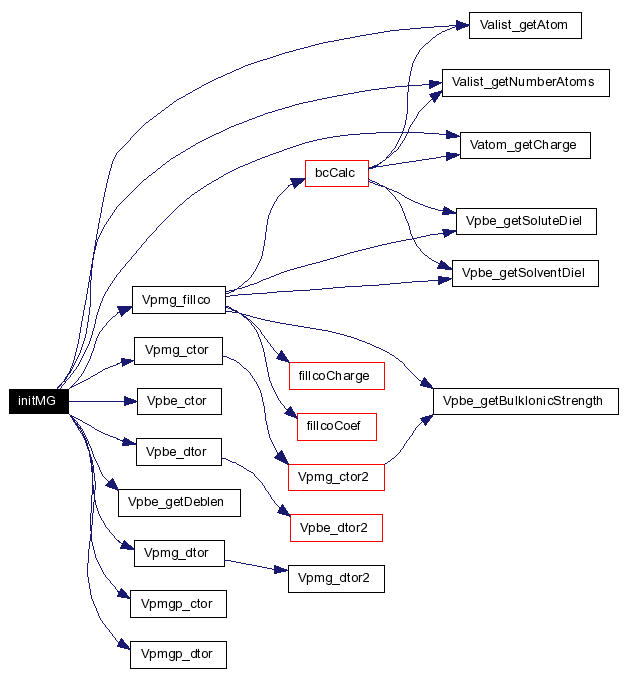 Valist_getAtom
Valist_getNumberAtoms
Vatom_getCharge
bcCalc
Vpbe_getSoluteDiel
Vpbe_getSolventDiel
Vpmg_fillco
Vpmg_ctor
fillcoCharge
initMG
Vpbe_ctor
Vpbe_getBulkIonicStrength
fillcoCoef
Vpbe_dtor
Vpmg_ctor2
Vpbe_getDeblen
Vpbe_dtor2
Vpmg_dtor
Vpmg_dtor2
Vpmgp_ctor
Vpmgp_dtor